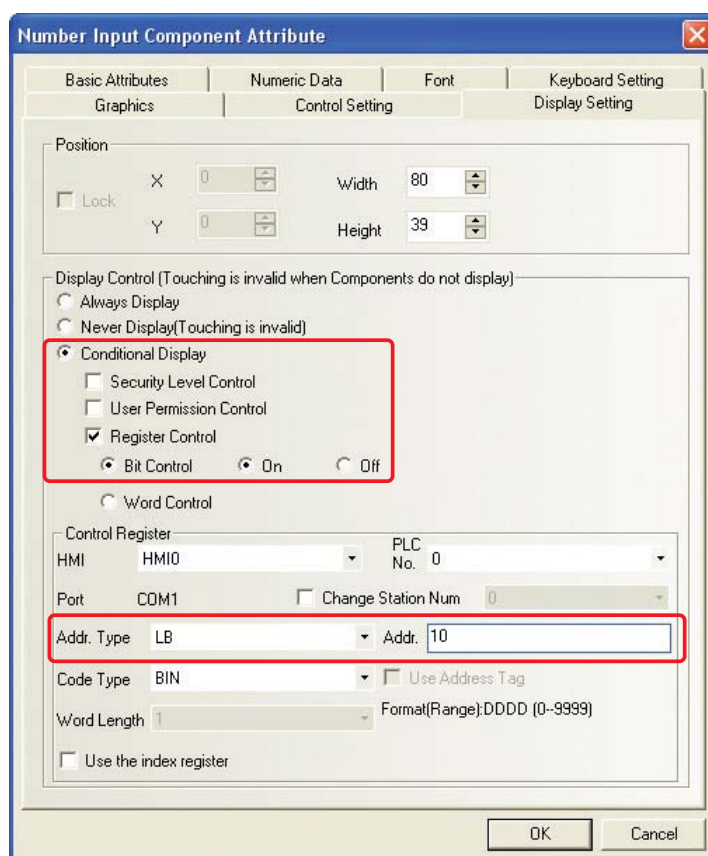 Number Input Component Attribute
Basic Attributes Numeric Data Font Keyboard Setting
Graphics Control Setting Display Setting
Position
X 0 Width 80
Lock
Y 0 Height 39
Display Control (Touching is invalid when Components do not display)
Always Display
Never Display(Touching is invalid)
Conditional Display
Security Level Control
User Permission Control
Register Control
Bit Control On Off
Word Control
Control Register
HMI HMI0 PLC No. 0
Port COM1 Change Station Num 0
Addr. Type LB Addr. 10
Code Type BIN Use Address Tag
Word Length 1 Format(Range):DDDD (0--9999)
Use the index register
OK Cancel